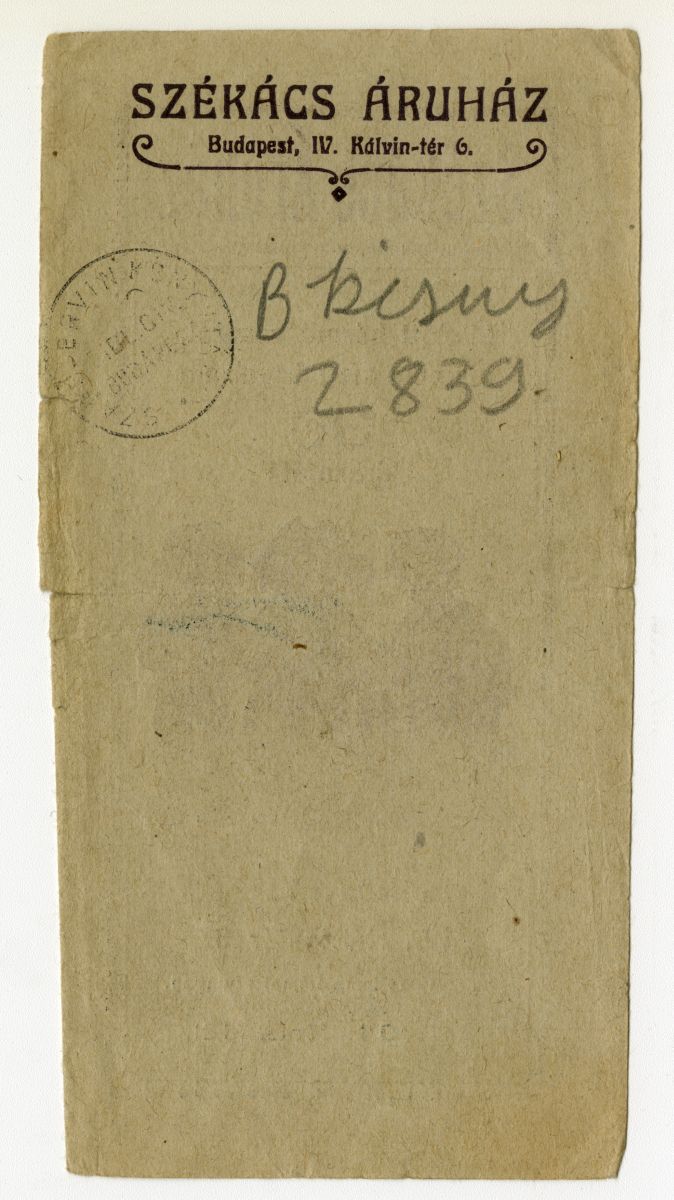 SZÉKÁCS ÁRUHÁZ
Budapest, IV. Kálvin-tér 6.
B kisny
2839.